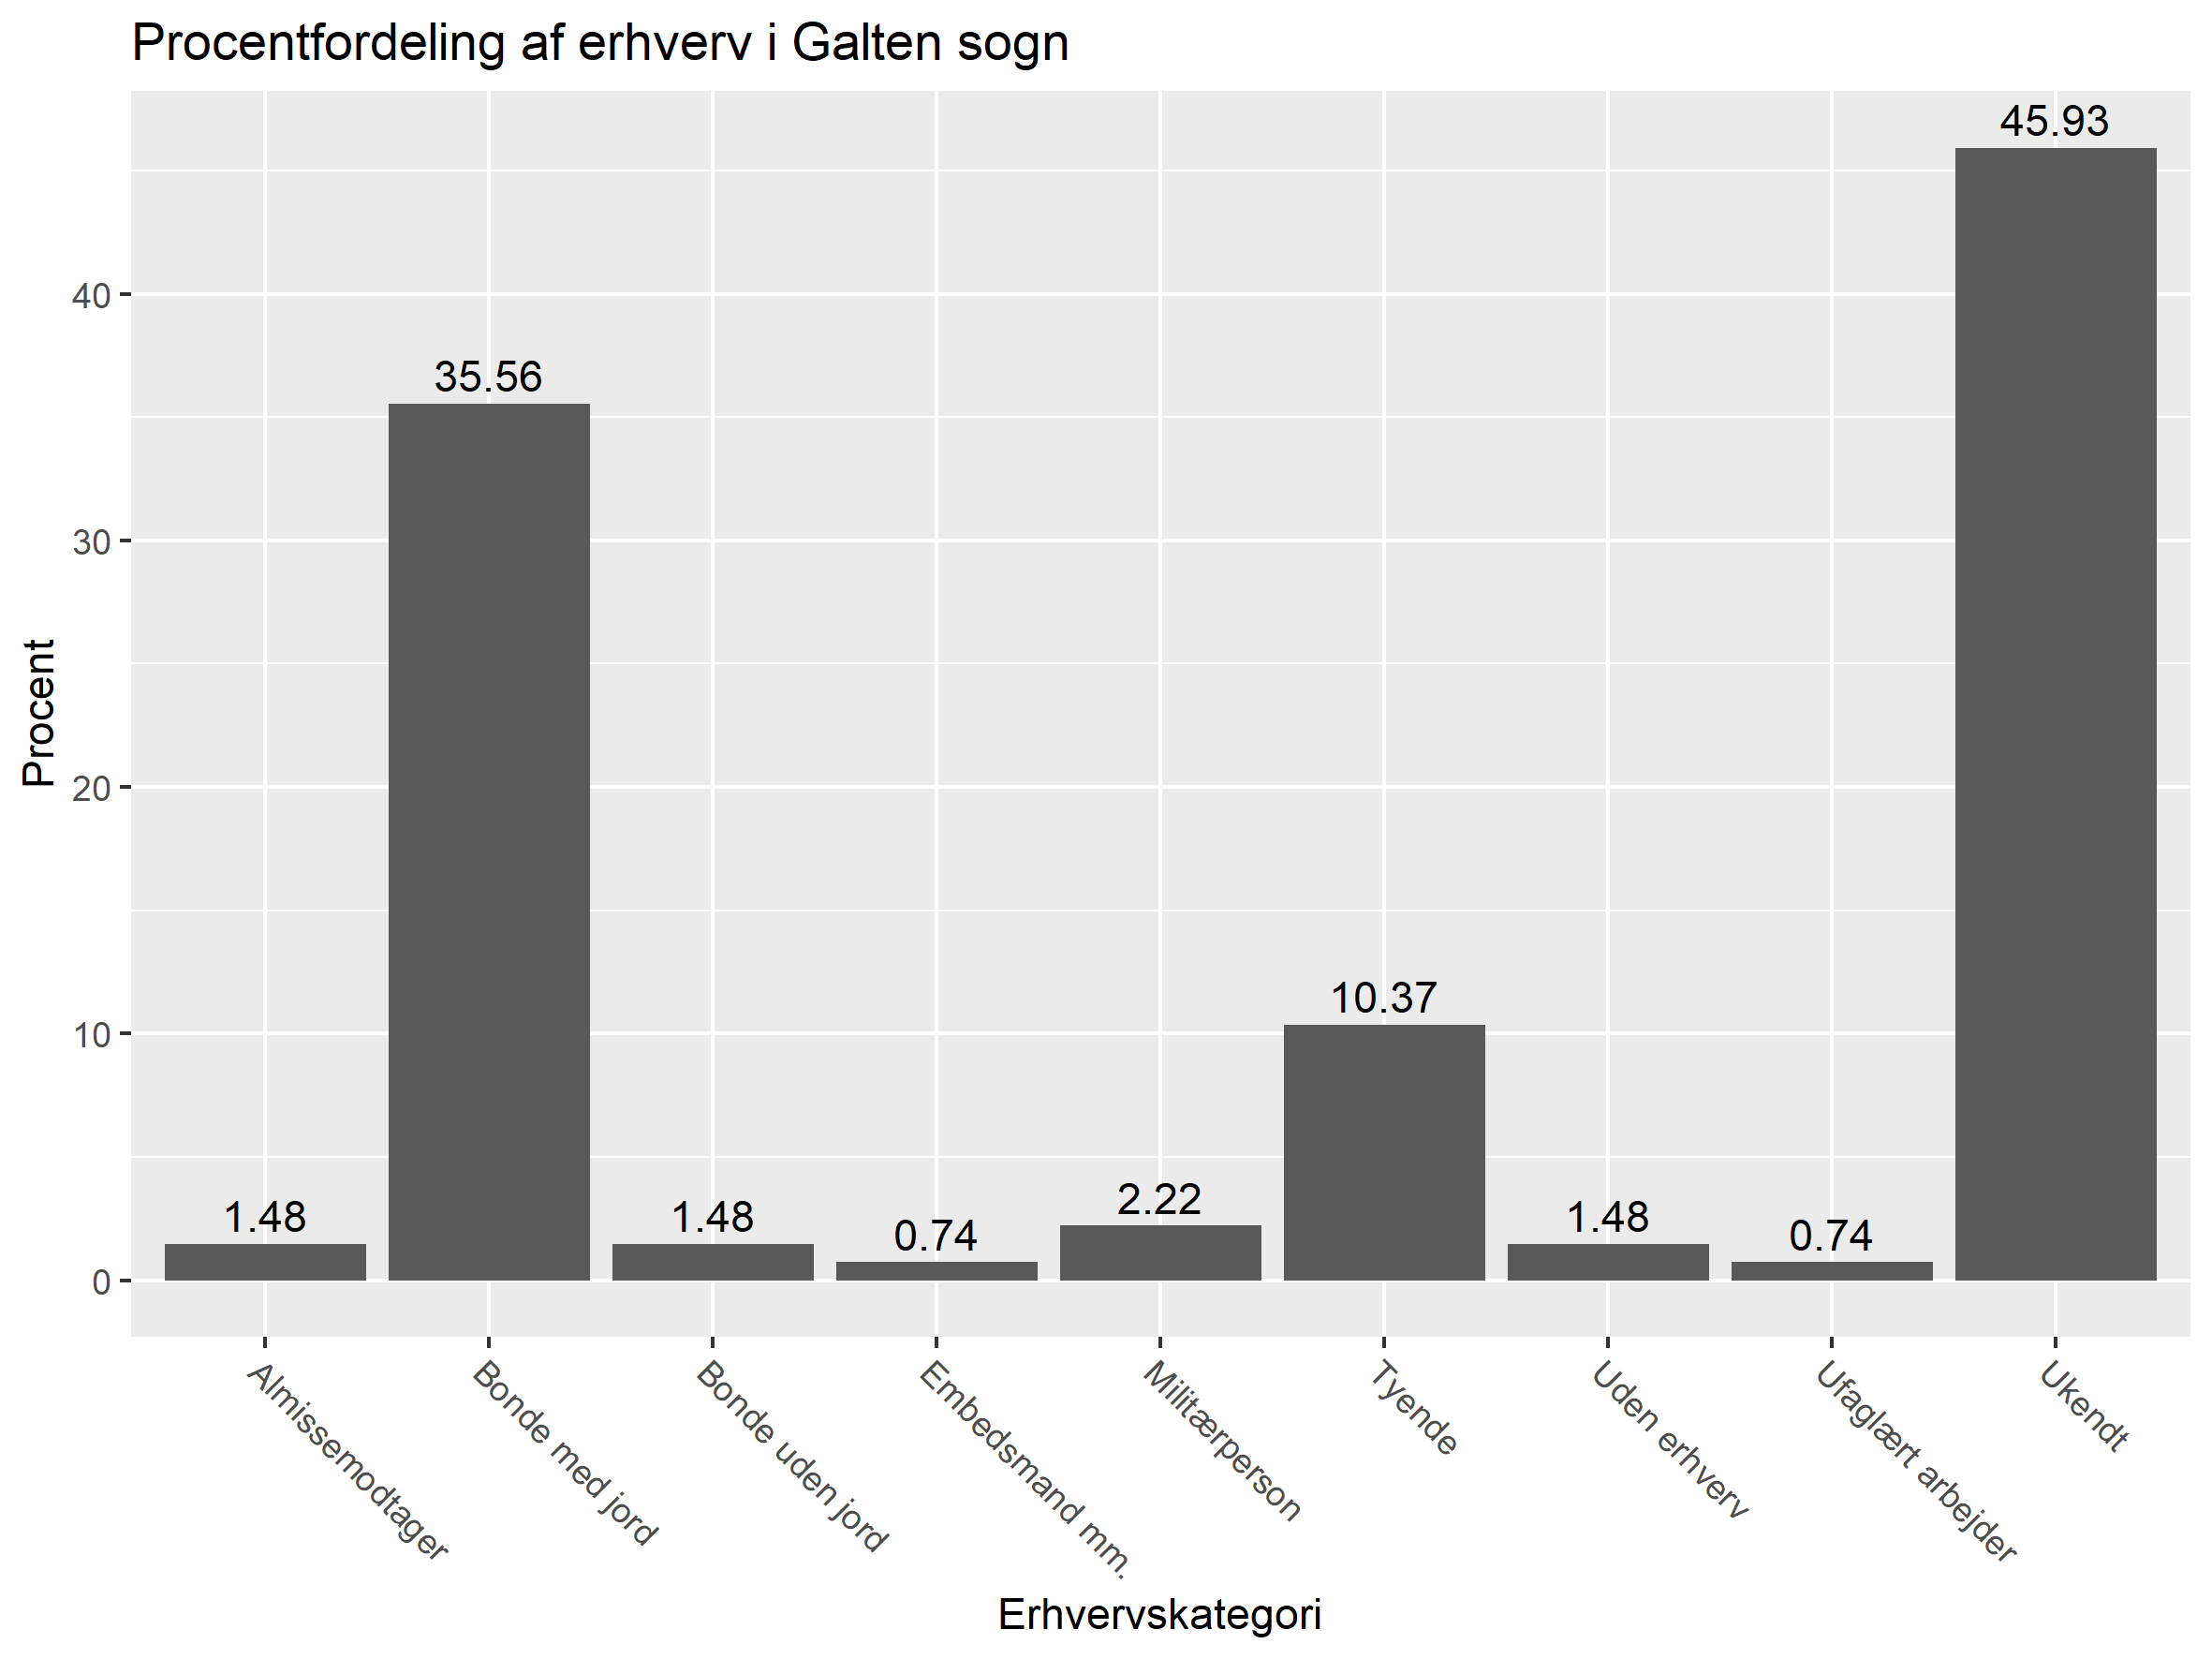 Procentfordeling af erhverv i Galten sogn
45.93
35.56
10.37
2.22
1.48
1.48
1.48
0.74
0.74
40
30
20
10
0
Procent
Almissemodtager
Bonde med jord
Bonde uden jord
Embedsmand mm.
Militærperson
Tyende
Uden erhverv
Ufaglært arbejder
Ukendt
Erhvervskategori